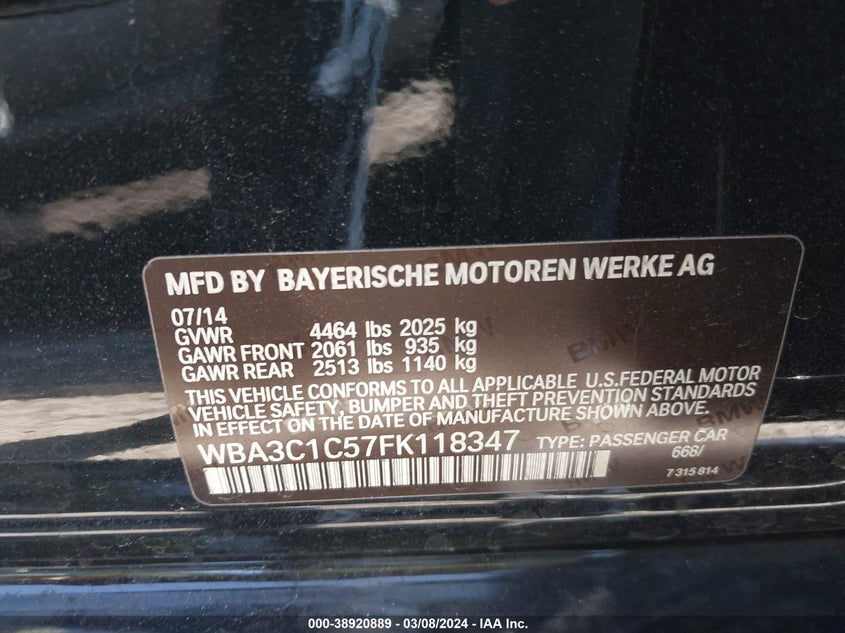 MFD BY BAYERISCHE MOTOREN WERKE AG
07/14
GVWR 4464 lbs 2025 kg
GAWR FRONT 2061 lbs 935 kg
GAWR REAR 2513 lbs 1140 kg
THIS VEHICLE CONFORMS TO ALL APPLICABLE U.S.FEDERAL MOTOR
VEHICLE SAFETY, BUMPER AND THEFT PREVENTION STANDARDS
IN EFFECT ON THE DATE OF MANUFACTURE SHOWN ABOVE.
WBA3C1C57FK118347 TYPE: PASSENGER CAR
668/
7 315 814
000-38920889 - 03/08/2024 - IAA Inc.